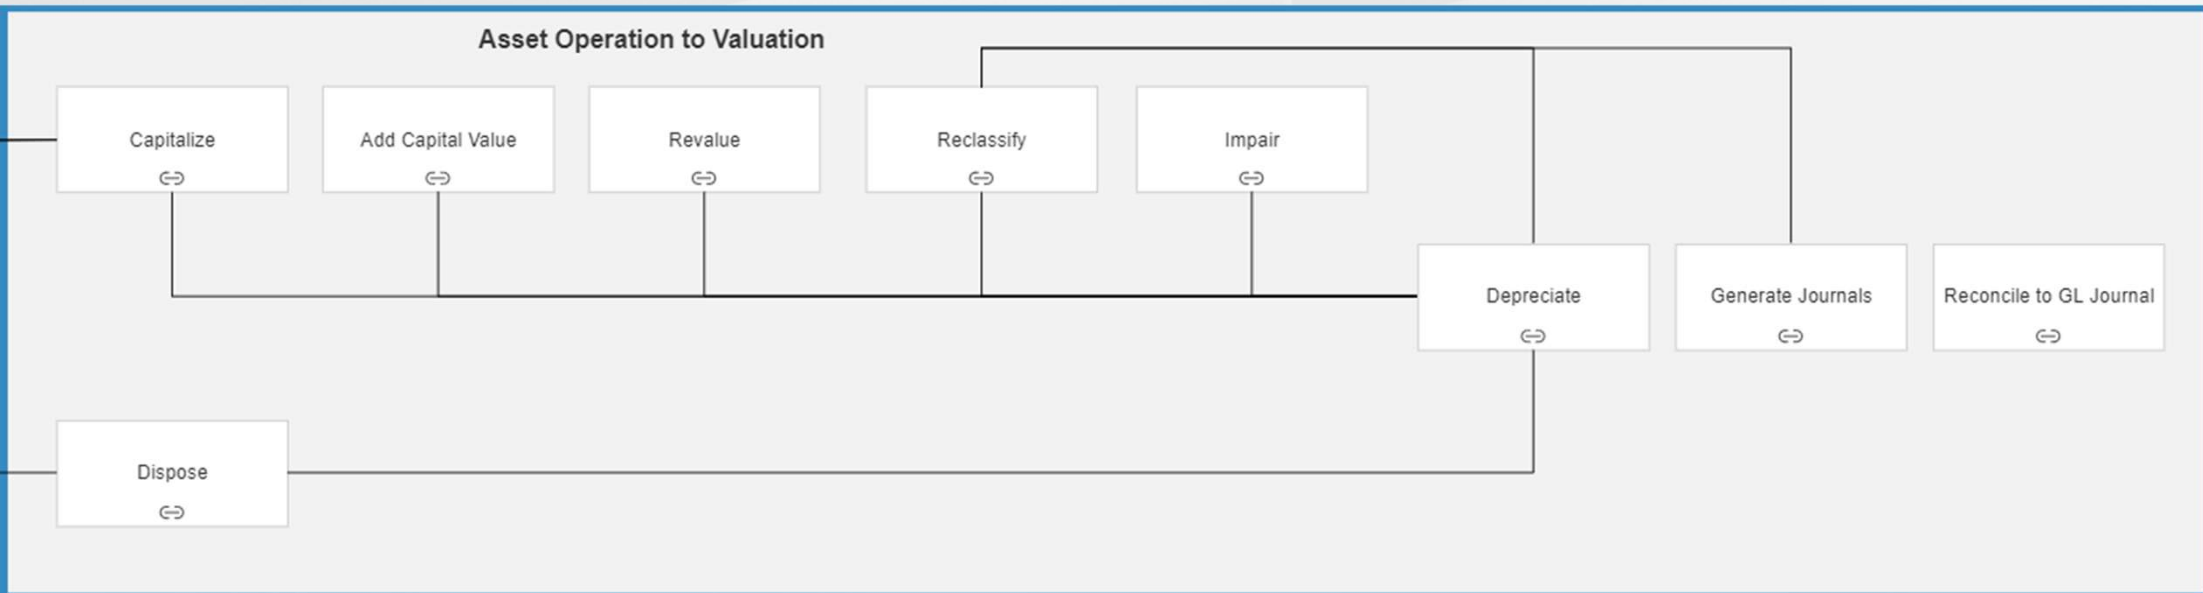 Asset Operation to Valuation
Capitalize
Add Capital Value
Revalue
Reclassify
Impair
Depreciate
Generate Journals
Reconcile to GL Journal
Dispose